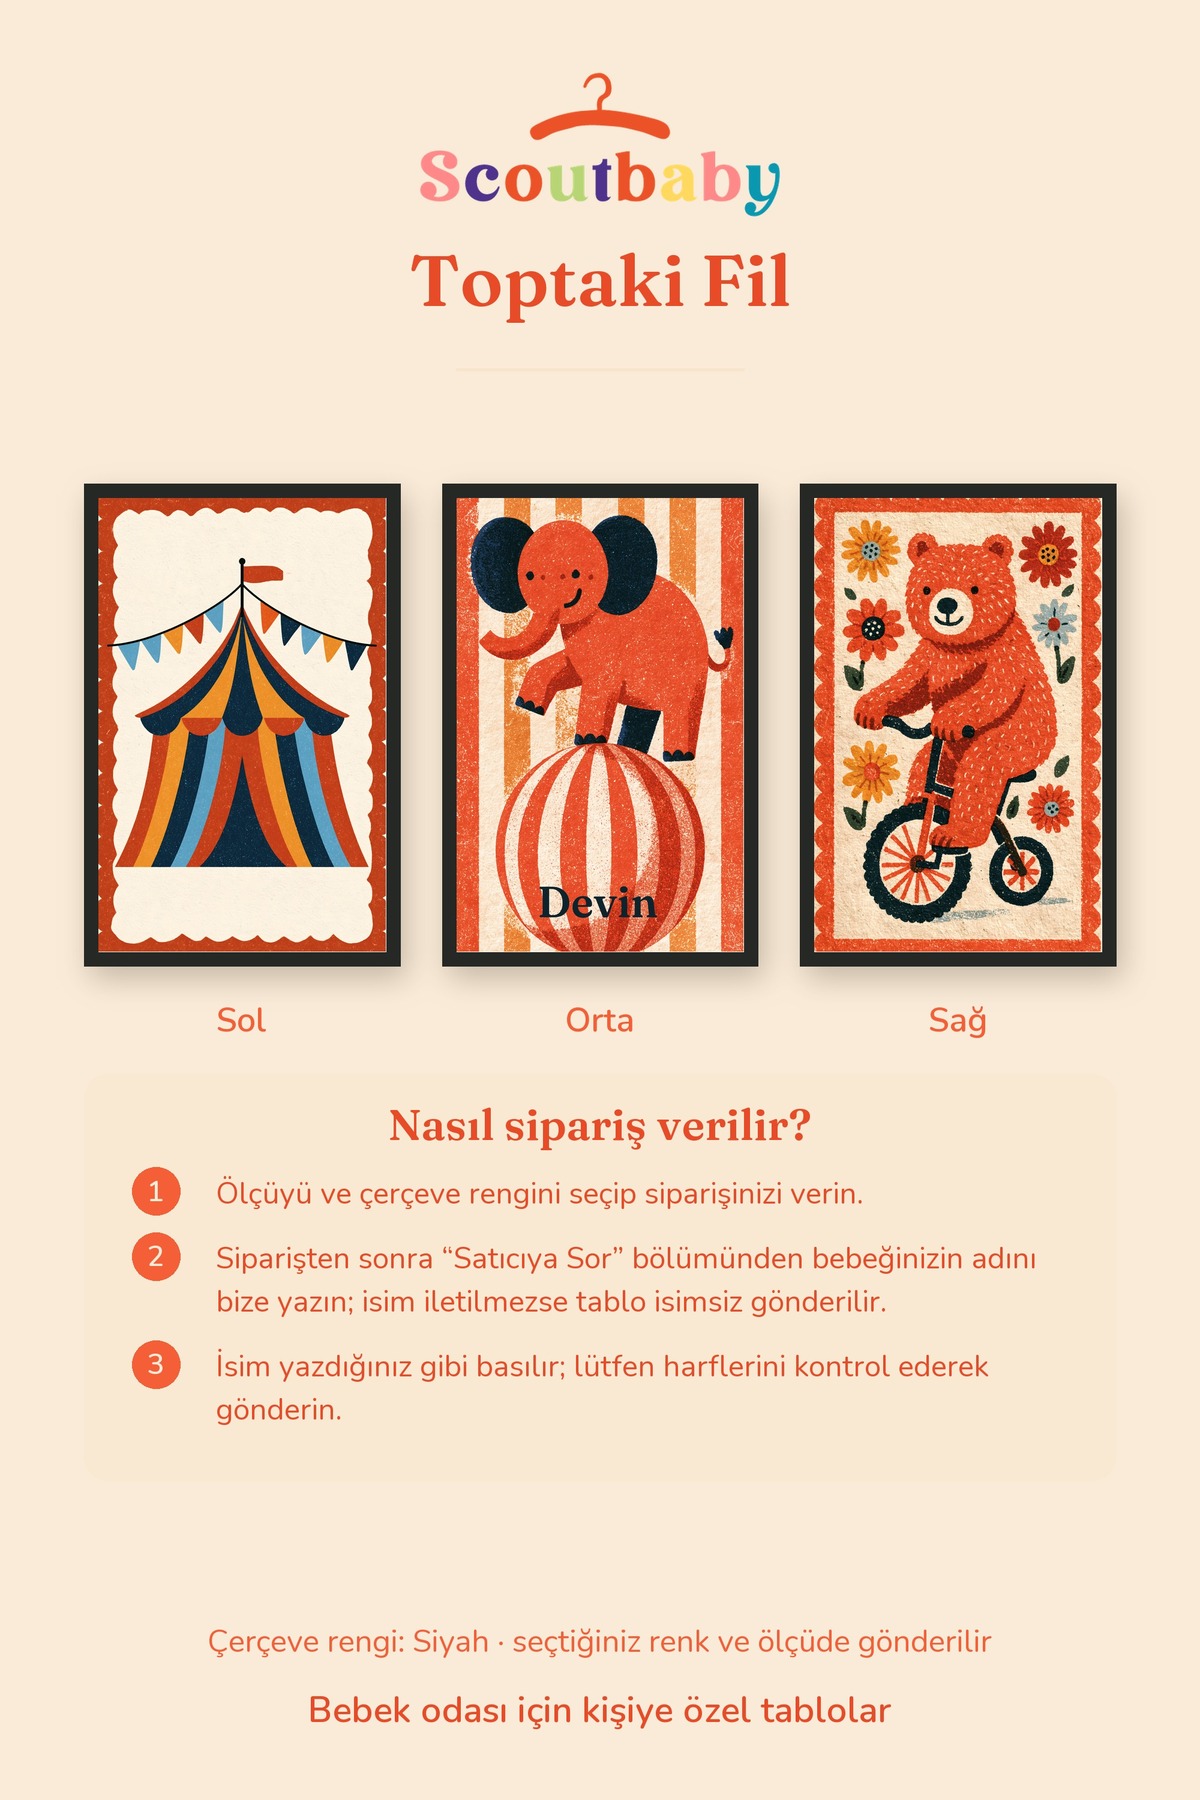 Scoutbaby
Toptaki Fil
Devin
Sol
Orta
Sağ
Nasıl sipariş verilir?
1 Ölçüyü ve çerçeve rengini seçip siparişinizi verin.
2 Siparişten sonra “Satıcıya Sor” bölümünden bebeğinizin adını
bize yazın; isim iletilmezse tablo isimsiz gönderilir.
3 İsim yazdığınız gibi basılır; lütfen harflerini kontrol ederek
gönderin.
Çerçeve rengi: Siyah · seçtiğiniz renk ve ölçüde gönderilir
Bebek odası için kişiye özel tablolar